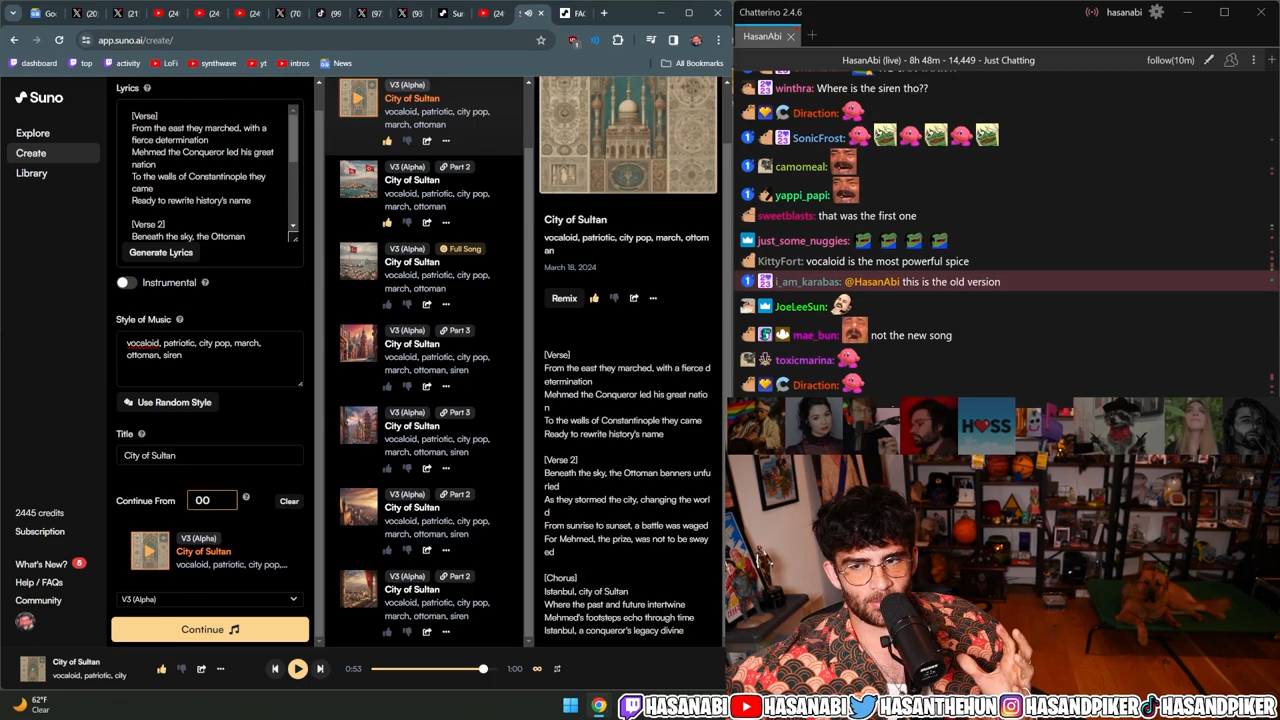 (20
(21
(24
(24
(24
(70
(99
(97
(93
Sun
(24
FAQ
app.suno.ai/create/
dashboard
top
activity
LoFi
synthwave
yt
intros
News
All Bookmarks
Suno
Explore
Create
Library
2445 credits
Subscription
What's New?
6
Help / FAQs
Community
Lyrics
[Verse]
From the east they marched, with a
fierce determination
Mehmed the Conqueror led his great
nation
To the walls of Constantinople they
came
Ready to rewrite history's name
[Verse 2]
Beneath the sky, the Ottoman
Generate Lyrics
Instrumental
Style of Music
vocaloid, patriotic, city pop, march,
ottoman, siren
Use Random Style
Title
City of Sultan
Continue From
00
Clear
V3 (Alpha)
City of Sultan
vocaloid, patriotic, city pop,...
V3 (Alpha)
Continue
V3 (Alpha)
City of Sultan
vocaloid, patriotic, city pop,
march, ottoman
V3 (Alpha) Part 2
City of Sultan
vocaloid, patriotic, city pop,
march, ottoman
V3 (Alpha) Full Song
City of Sultan
vocaloid, patriotic, city pop,
march, ottoman
V3 (Alpha) Part 3
City of Sultan
vocaloid, patriotic, city pop,
march, ottoman, siren
V3 (Alpha) Part 3
City of Sultan
vocaloid, patriotic, city pop,
march, ottoman, siren
V3 (Alpha) Part 2
City of Sultan
vocaloid, patriotic, city pop,
march, ottoman, siren
V3 (Alpha) Part 2
City of Sultan
vocaloid, patriotic, city pop,
march, ottoman, siren
City of Sultan
vocaloid, patriotic, city pop, march, ottom
an
March 18, 2024
Remix
[Verse]
From the east they marched, with a fierce d
etermination
Mehmed the Conqueror led his great natio
n
To the walls of Constantinople they came
Ready to rewrite history's name
[Verse 2]
Beneath the sky, the Ottoman banners unfu
rled
As they stormed the city, changing the worl
d
From sunrise to sunset, a battle was waged
For Mehmed, the prize, was not to be sway
ed
[Chorus]
Istanbul, city of Sultan
Where the past and future intertwine
Mehmed's footsteps echo through time
Istanbul, a conqueror's legacy divine
City of Sultan
vocaloid, patriotic, city
0:53
1:00
62°F
Clear
Chatterino 2.4.6
hasanabi
HasanAbi
HasanAbi (live) - 8h 48m - 14,449 - Just Chatting
follow(10m)
winthra: Where is the siren tho??
Diraction:
SonicFrost:
camomeal:
yappi_papi:
sweetblasts: that was the first one
just_some_nuggies:
KittyFort: vocaloid is the most powerful spice
i_am_karabas: @HasanAbi this is the old version
JoeLeeSun:
mae_bun: not the new song
toxicmarina:
Diraction:
H♥SS
HASANABI HASANABI HASANTHEHUN HASANDPIKER HASANDPIKER